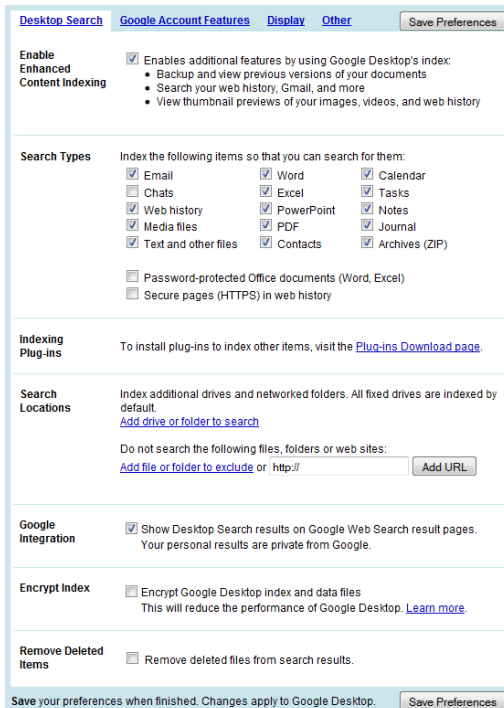 Desktop Search Google Account Features Display Other Save Preferences
Enable
Enhanced
Content Indexing
Enables additional features by using Google Desktop's index:
• Backup and view previous versions of your documents
• Search your web history, Gmail, and more
• View thumbnail previews of your images, videos, and web history
Search Types
Index the following items so that you can search for them:
Email Word Calendar
Chats Excel Tasks
Web history PowerPoint Notes
Media files PDF Journal
Text and other files Contacts Archives (ZIP)
Password-protected Office documents (Word, Excel)
Secure pages (HTTPS) in web history
Indexing
Plug-ins
To install plug-ins to index other items, visit the Plug-ins Download page.
Search
Locations
Index additional drives and networked folders. All fixed drives are indexed by
default.
Add drive or folder to search
Do not search the following files, folders or web sites:
Add file or folder to exclude or http:// Add URL
Google
Integration
Show Desktop Search results on Google Web Search result pages.
Your personal results are private from Google.
Encrypt Index
Encrypt Google Desktop index and data files
This will reduce the performance of Google Desktop. Learn more.
Remove Deleted
Items
Remove deleted files from search results.
Save your preferences when finished. Changes apply to Google Desktop. Save Preferences